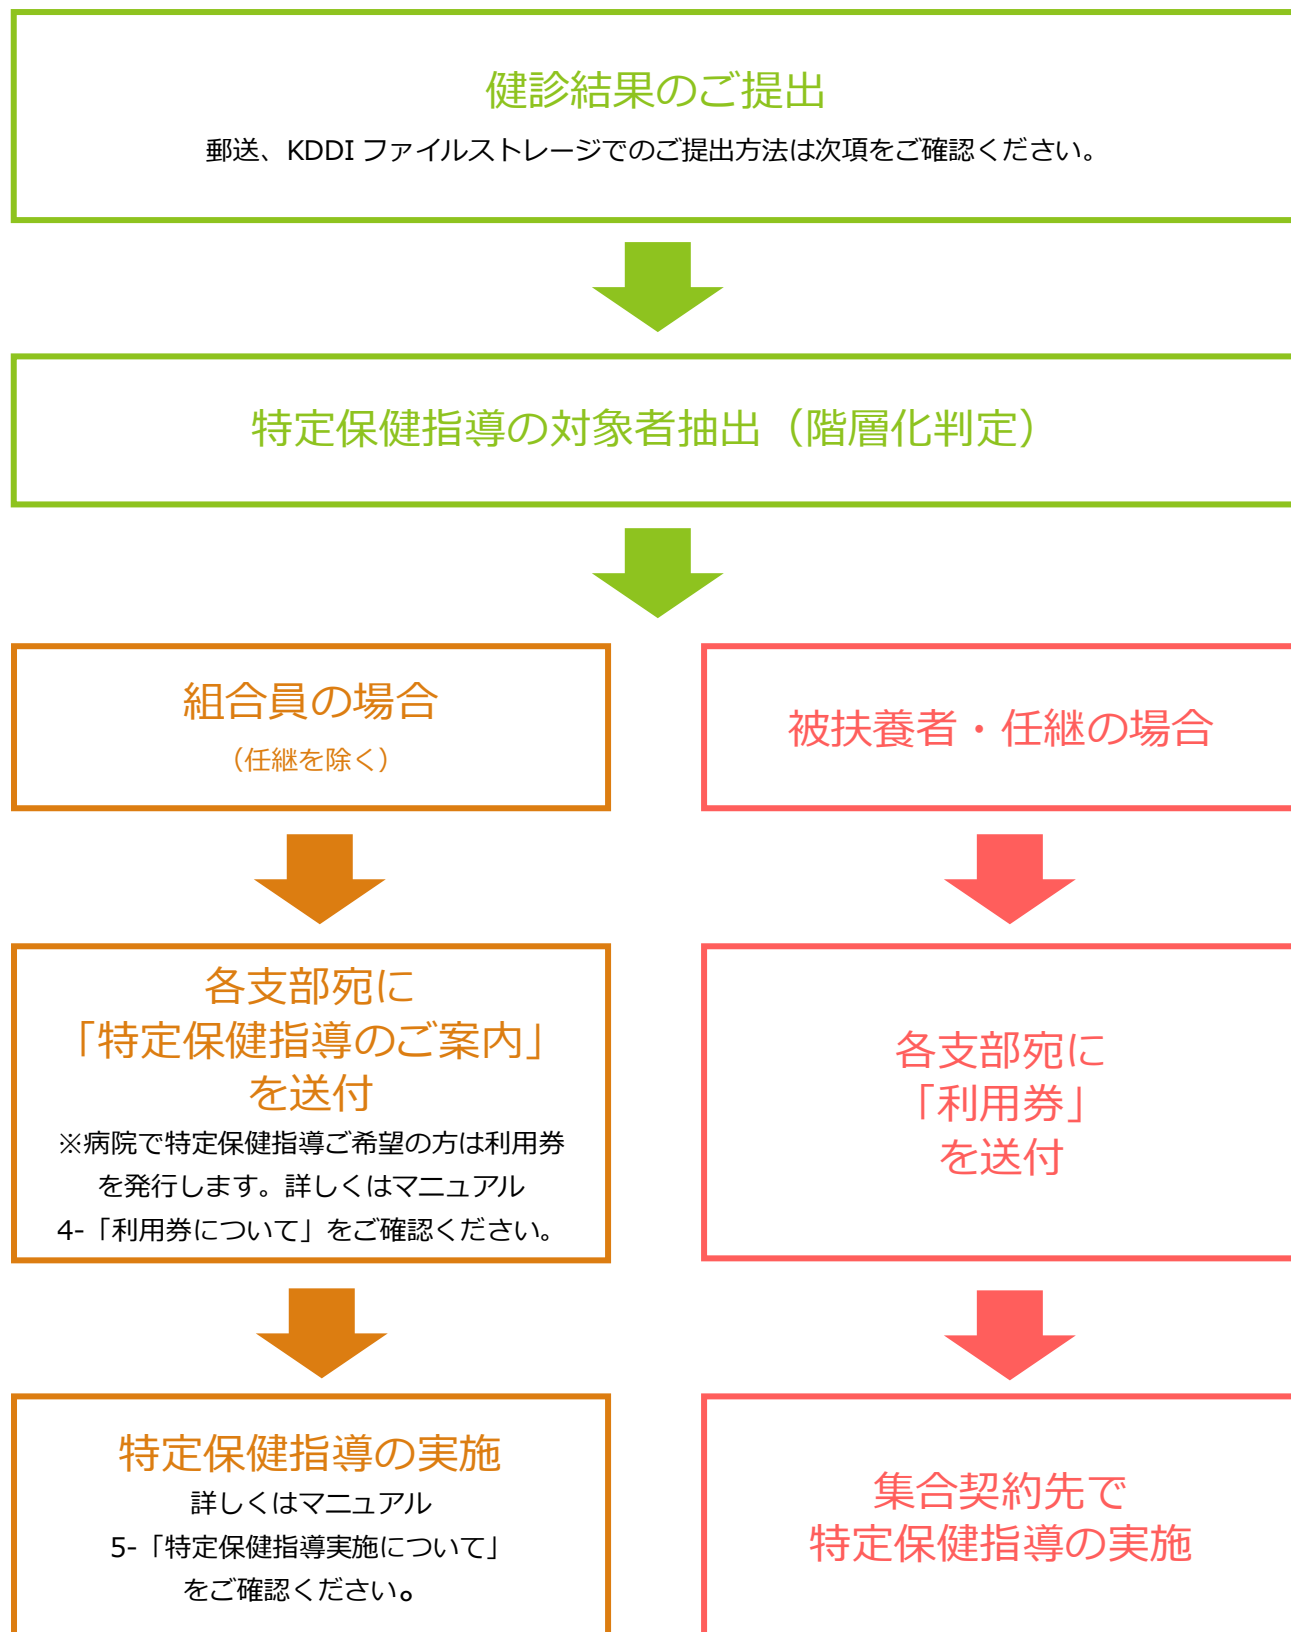 健診結果のご提出
郵送、KDDI ファイルストレージでのご提出方法は次項をご確認ください。
特定保健指導の対象者抽出（階層化判定）
組合員の場合
（任継を除く）
各支部宛に
「特定保健指導のご案内」
を送付
※病院で特定保健指導ご希望の方は利用券
を発行します。詳しくはマニュアル
4-「利用券について」をご確認ください。
特定保健指導の実施
詳しくはマニュアル
5-「特定保健指導実施について」
をご確認ください。
被扶養者・任継の場合
各支部宛に
「利用券」
を送付
集合契約先で
特定保健指導の実施